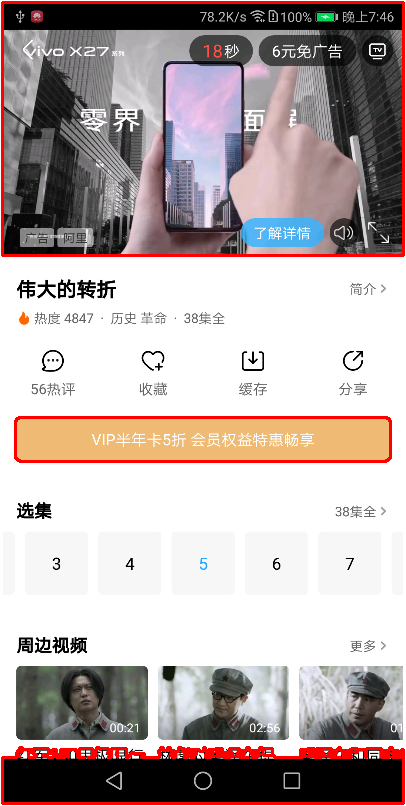 78.2K/s 100% 晚上7:46
vivo X27 系列
18秒
6元免广告
TV
零界 面屏
广告 阿里
了解详情
伟大的转折
简介
热度 4847 · 历史 革命 · 38集全
56热评
收藏
缓存
分享
VIP半年卡5折 会员权益特惠畅享
选集
38集全
3
4
5
6
7
周边视频
更多
00:21
02:56